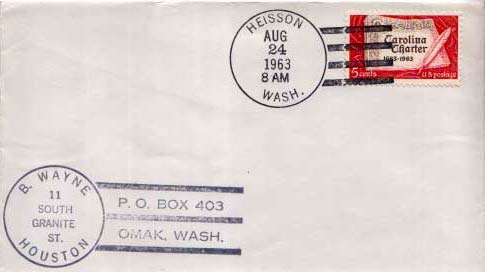 HEISSON
AUG
24
1963
8 AM
WASH.
Carolina
Charter
1663-1963
5 cents
U S postage
B. WAYNE
11
SOUTH
GRANITE
ST.
HOUSTON
P. O. BOX 403
OMAK, WASH.